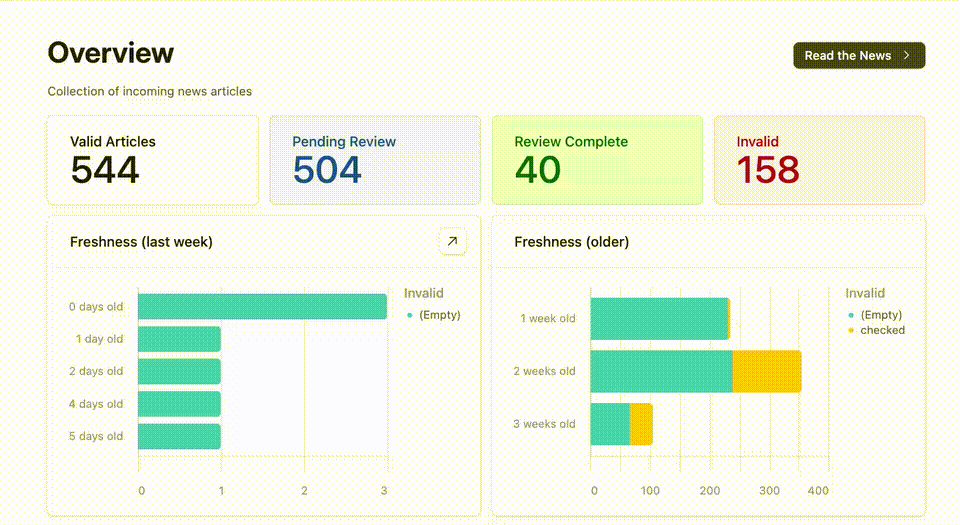 Overview
Read the News
Collection of incoming news articles
Valid Articles
544
Pending Review
504
Review Complete
40
Invalid
158
Freshness (last week)
0 days old
1 day old
2 days old
4 days old
5 days old
0 1 2 3
Invalid
(Empty)
Freshness (older)
1 week old
2 weeks old
3 weeks old
0 100 200 300 400
Invalid
(Empty)
checked